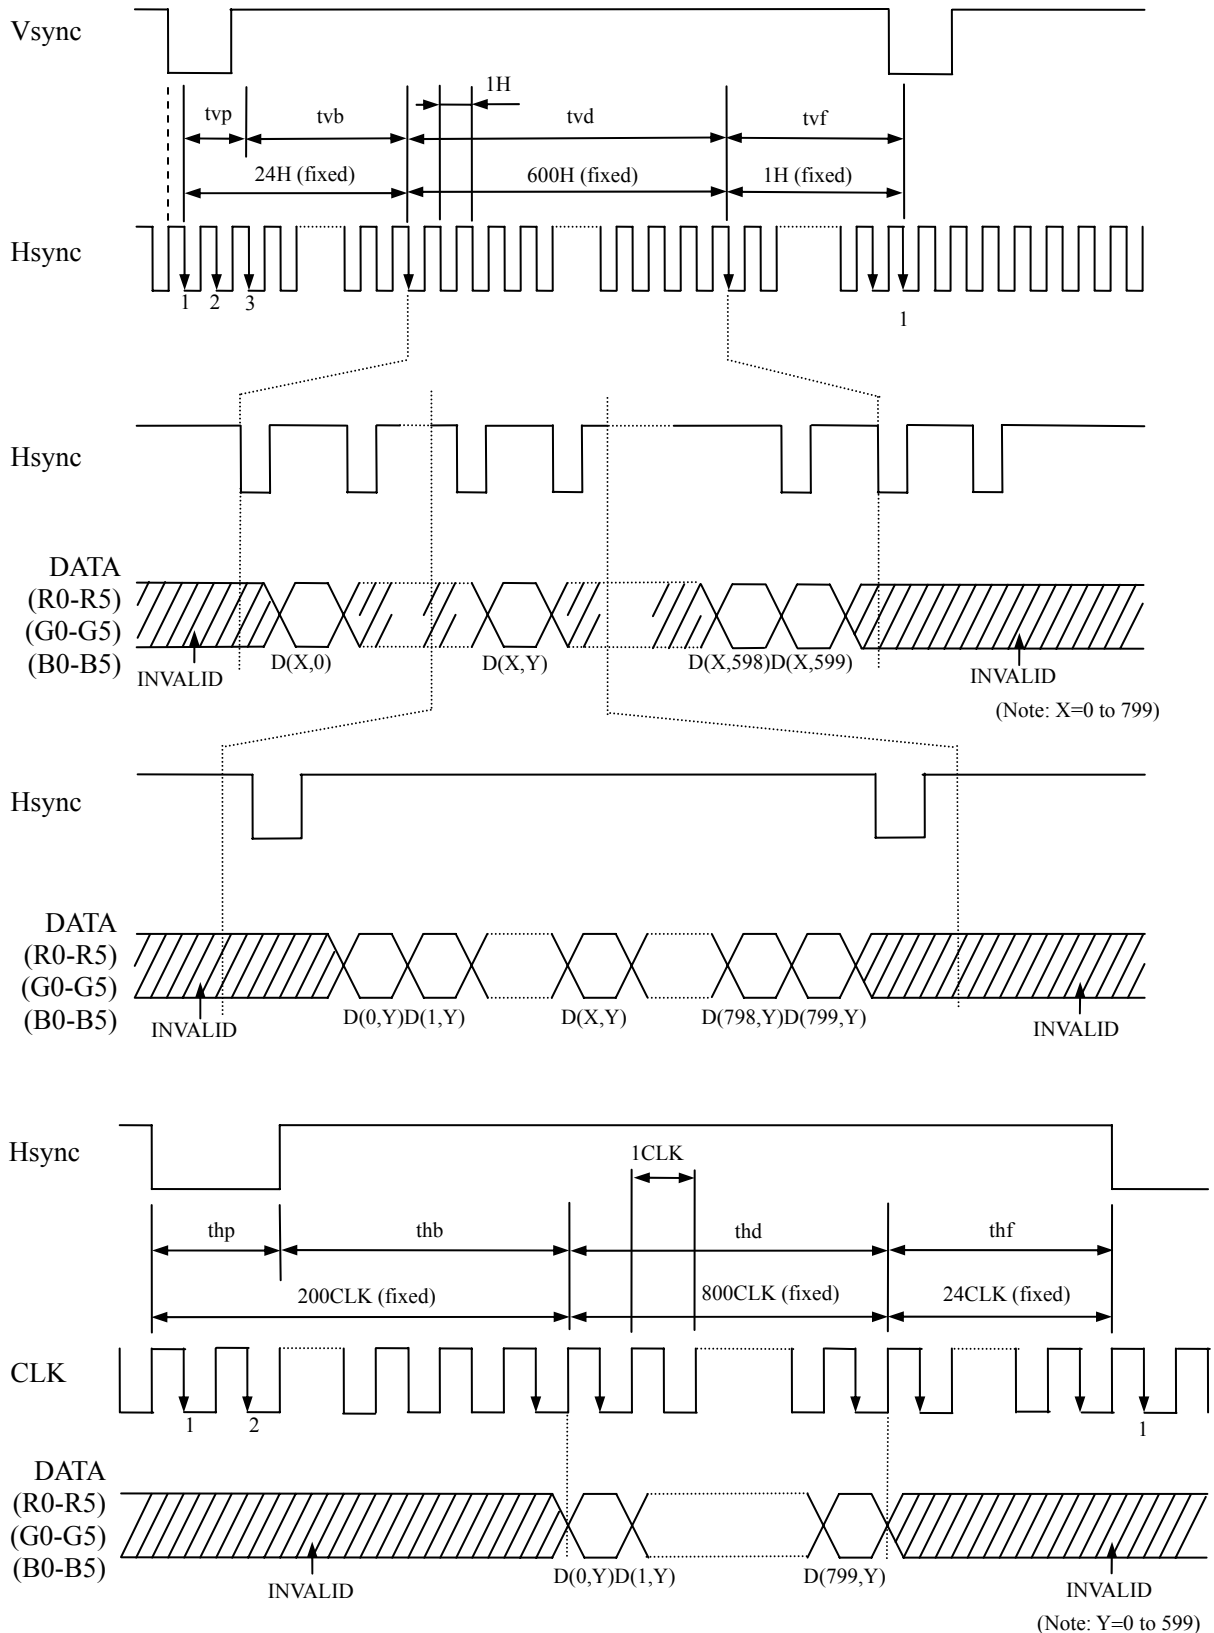 Vsync
1H
tvp tvb tvd tvf
24H (fixed) 600H (fixed) 1H (fixed)
Hsync
1 2 3 1
Hsync
DATA
(R0-R5)
(G0-G5)
(B0-B5)
D(X,0) D(X,Y) D(X,598)D(X,599)
INVALID INVALID
(Note: X=0 to 799)
Hsync
DATA
(R0-R5)
(G0-G5)
(B0-B5)
D(0,Y)D(1,Y) D(X,Y) D(798,Y)D(799,Y)
INVALID INVALID
Hsync
1CLK
thp thb thd thf
200CLK (fixed) 800CLK (fixed) 24CLK (fixed)
CLK
1 2 1
DATA
(R0-R5)
(G0-G5)
(B0-B5)
D(0,Y)D(1,Y) D(799,Y)
INVALID INVALID
(Note: Y=0 to 599)